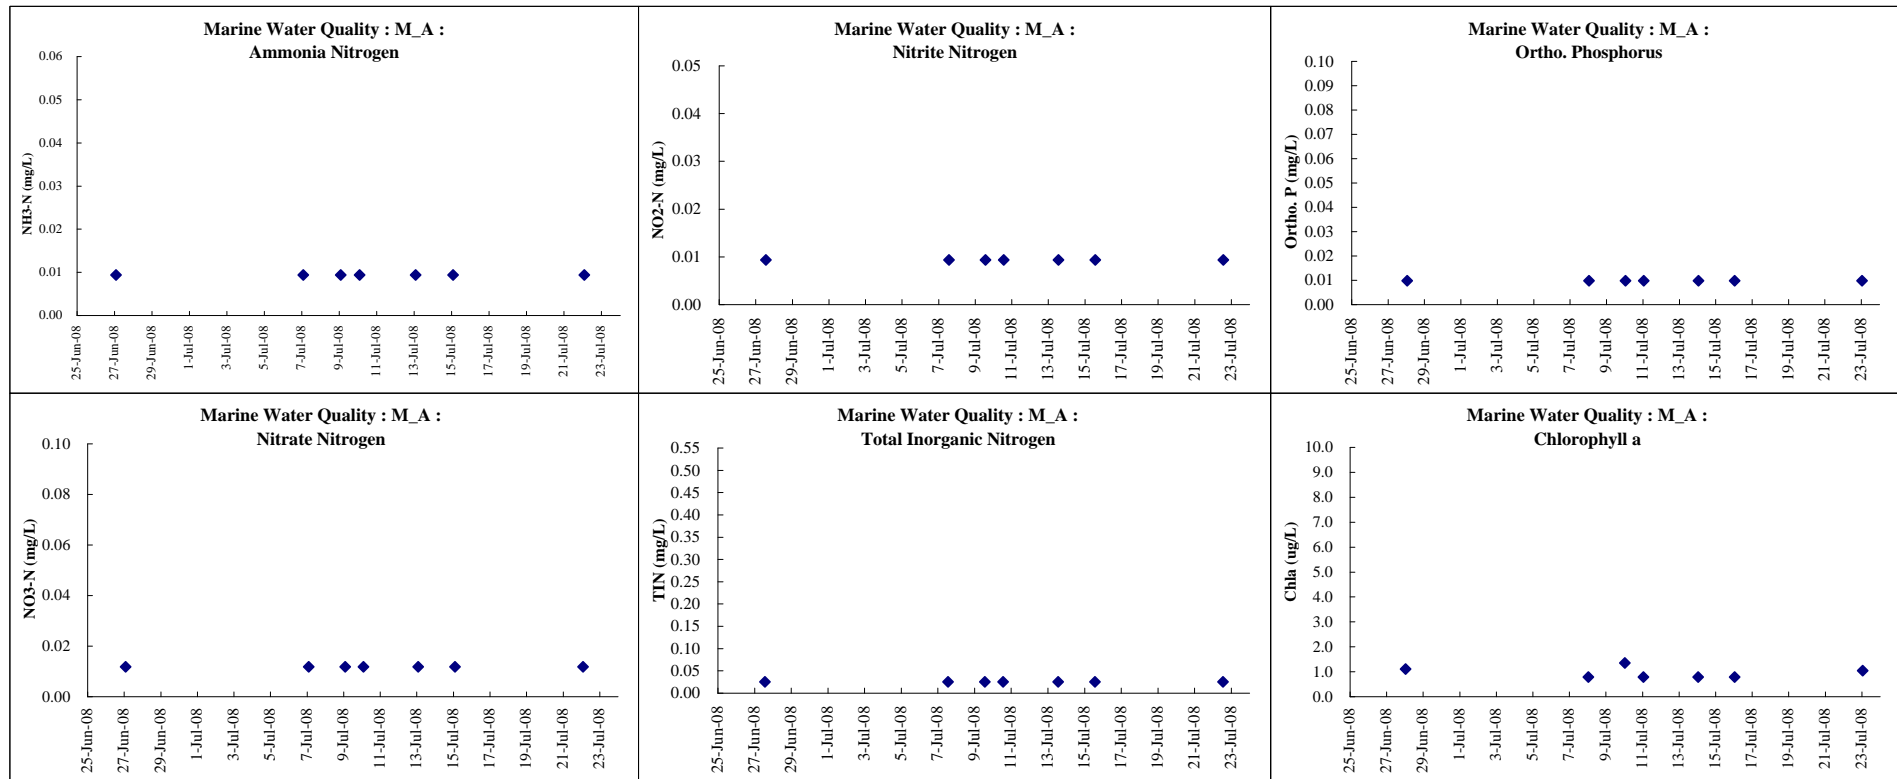 Marine Water Quality : M_A :
Ammonia Nitrogen
0.06
0.05
0.04
0.03
0.02
0.01
0.00
NH3-N (mg/L)
25-Jun-08
27-Jun-08
29-Jun-08
1-Jul-08
3-Jul-08
5-Jul-08
7-Jul-08
9-Jul-08
11-Jul-08
13-Jul-08
15-Jul-08
17-Jul-08
19-Jul-08
21-Jul-08
23-Jul-08
Marine Water Quality : M_A :
Nitrite Nitrogen
0.05
0.04
0.03
0.02
0.01
0.00
NO2-N (mg/L)
25-Jun-08
27-Jun-08
29-Jun-08
1-Jul-08
3-Jul-08
5-Jul-08
7-Jul-08
9-Jul-08
11-Jul-08
13-Jul-08
15-Jul-08
17-Jul-08
19-Jul-08
21-Jul-08
23-Jul-08
Marine Water Quality : M_A :
Ortho. Phosphorus
0.10
0.09
0.08
0.07
0.06
0.05
0.04
0.03
0.02
0.01
0.00
Ortho. P (mg/L)
25-Jun-08
27-Jun-08
29-Jun-08
1-Jul-08
3-Jul-08
5-Jul-08
7-Jul-08
9-Jul-08
11-Jul-08
13-Jul-08
15-Jul-08
17-Jul-08
19-Jul-08
21-Jul-08
23-Jul-08
Marine Water Quality : M_A :
Nitrate Nitrogen
0.10
0.08
0.06
0.04
0.02
0.00
NO3-N (mg/L)
25-Jun-08
27-Jun-08
29-Jun-08
1-Jul-08
3-Jul-08
5-Jul-08
7-Jul-08
9-Jul-08
11-Jul-08
13-Jul-08
15-Jul-08
17-Jul-08
19-Jul-08
21-Jul-08
23-Jul-08
Marine Water Quality : M_A :
Total Inorganic Nitrogen
0.55
0.50
0.45
0.40
0.35
0.30
0.25
0.20
0.15
0.10
0.05
0.00
TIN (mg/L)
25-Jun-08
27-Jun-08
29-Jun-08
1-Jul-08
3-Jul-08
5-Jul-08
7-Jul-08
9-Jul-08
11-Jul-08
13-Jul-08
15-Jul-08
17-Jul-08
19-Jul-08
21-Jul-08
23-Jul-08
Marine Water Quality : M_A :
Chlorophyll a
10.0
9.0
8.0
7.0
6.0
5.0
4.0
3.0
2.0
1.0
0.0
Chla (ug/L)
25-Jun-08
27-Jun-08
29-Jun-08
1-Jul-08
3-Jul-08
5-Jul-08
7-Jul-08
9-Jul-08
11-Jul-08
13-Jul-08
15-Jul-08
17-Jul-08
19-Jul-08
21-Jul-08
23-Jul-08